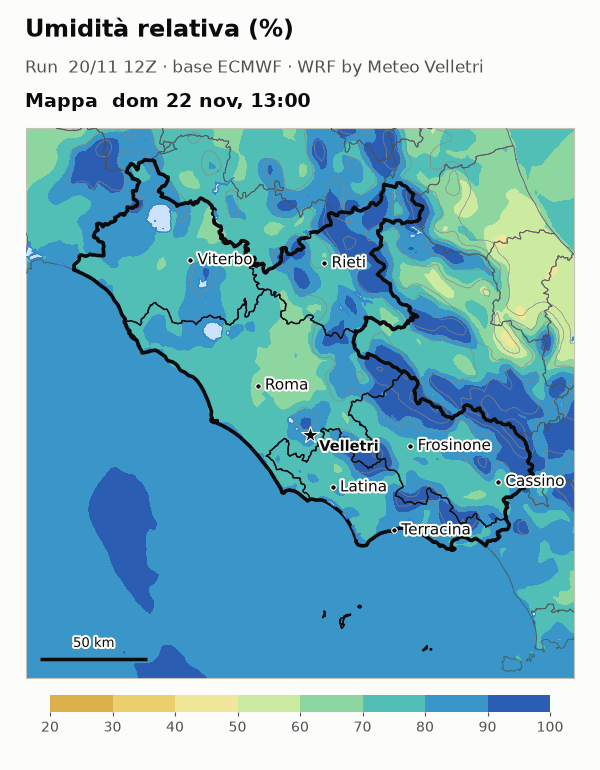 Umidità relativa (%)
Run  20/11 12Z · base ECMWF · WRF by Meteo Velletri
Mappa  dom 22 nov, 13:00
Viterbo
Rieti
Roma
Velletri
Frosinone
Latina
Cassino
Terracina
50 km
20 30 40 50 60 70 80 90 100